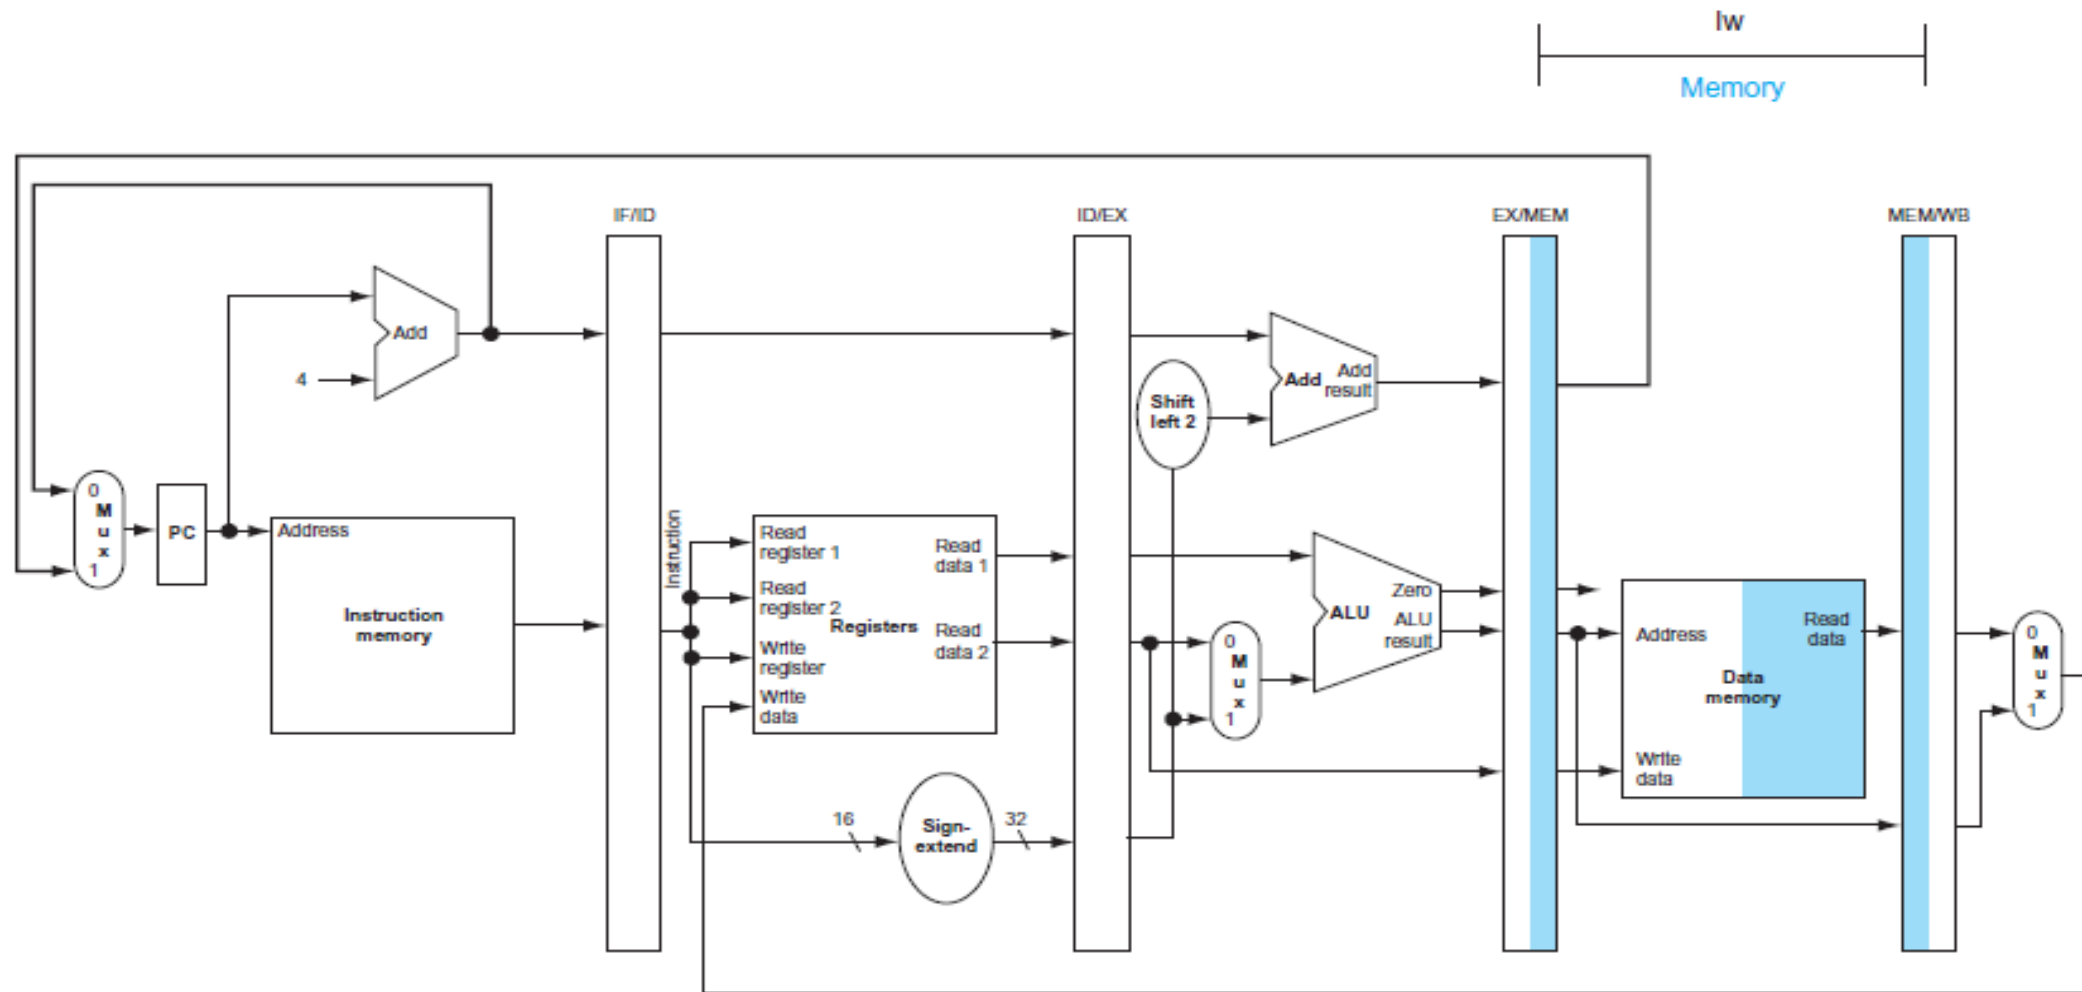 lw
Memory
IF/ID
ID/EX
EX/MEM
MEM/WB
Add
4
Shift
left 2
Add
Add
result
0
M
u
x
1
PC
Address
Instruction
memory
Instruction
Read
register 1
Read
register 2
Write
register
Write
data
Registers
Read
data 1
Read
data 2
16
Sign-
extend
32
0
M
u
x
1
ALU
Zero
ALU
result
Address
Read
data
Data
memory
Write
data
0
M
u
x
1